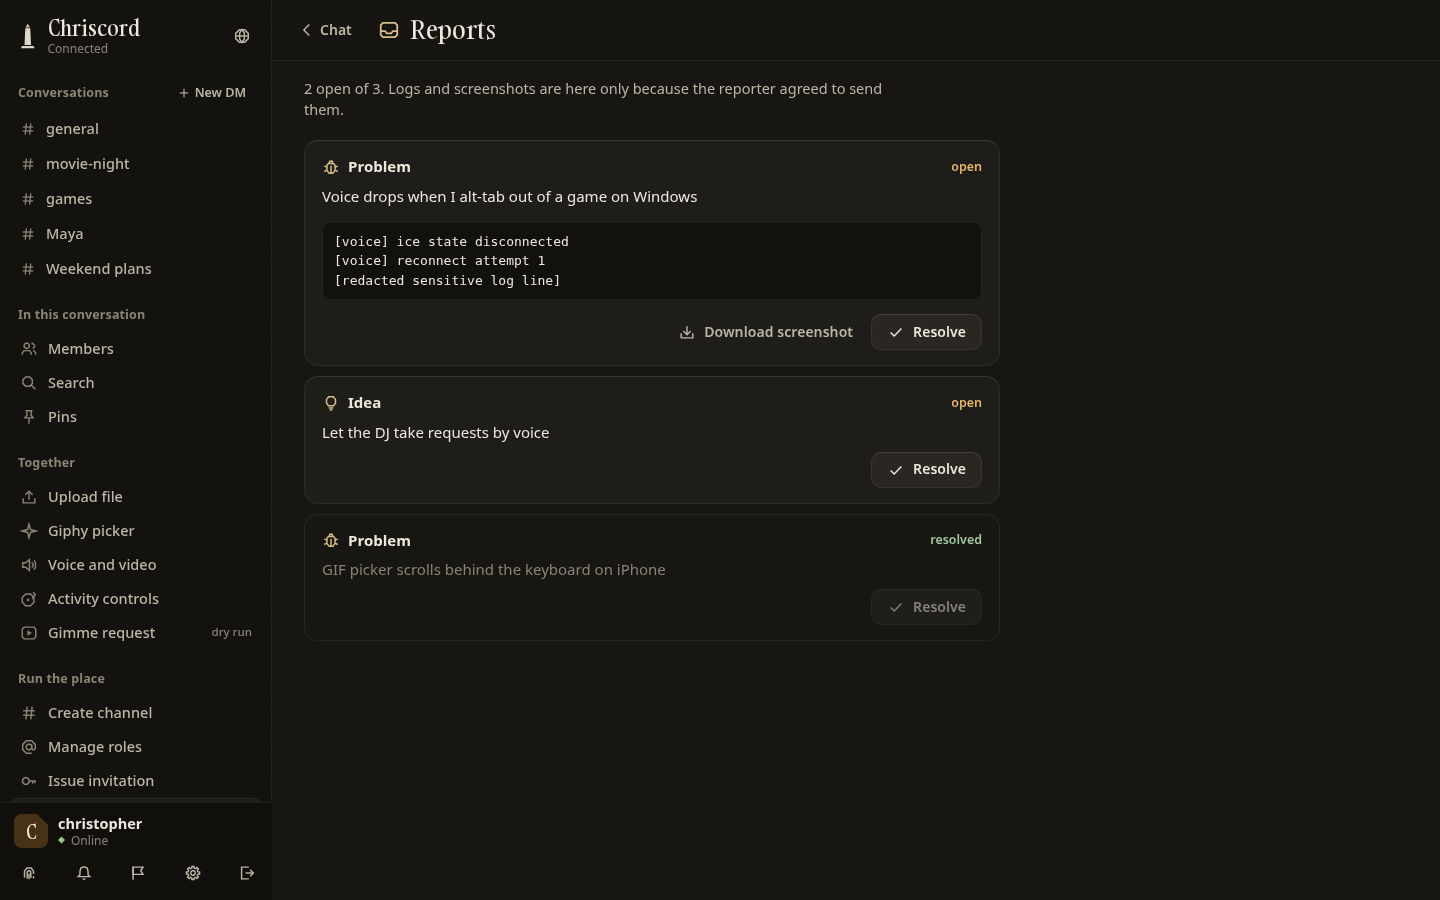 Chriscord
Connected
Conversations
New DM
general
movie-night
games
Maya
Weekend plans
In this conversation
Members
Search
Pins
Together
Upload file
Giphy picker
Voice and video
Activity controls
Gimme request
dry run
Run the place
Create channel
Manage roles
Issue invitation
C
christopher
Online
Chat
Reports
2 open of 3. Logs and screenshots are here only because the reporter agreed to send
them.
Problem
open
Voice drops when I alt-tab out of a game on Windows
[voice] ice state disconnected
[voice] reconnect attempt 1
[redacted sensitive log line]
Download screenshot
Resolve
Idea
open
Let the DJ take requests by voice
Resolve
Problem
resolved
GIF picker scrolls behind the keyboard on iPhone
Resolve